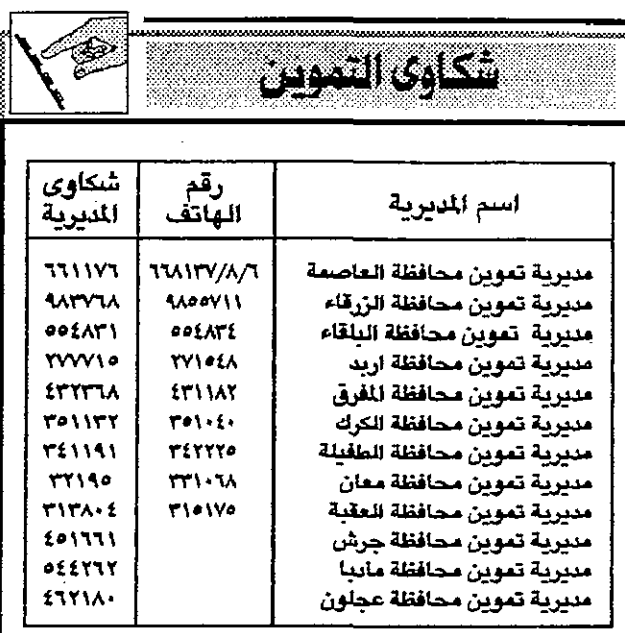 شكاوى التموين
اسم المديرية رقم الهاتف شكاوى المديرية
مديرية تموين محافظة العاصمة ٦٦٨١٣٧/٨/٦ ٦٦١١٧٦
مديرية تموين محافظة الزرقاء ٩٨٥٥٧١١ ٩٨٣٧٦٨
مديرية تموين محافظة البلقاء ٥٥٤٨٣٤ ٥٥٤٨٣١
مديرية تموين محافظة اربد ٢٧١٥٤٨ ٢٧٧٧١٥
مديرية تموين محافظة المفرق ٤٣١١٨٢ ٤٣٢٣٦٨
مديرية تموين محافظة الكرك ٣٥١٠٤٠ ٣٥١١٣٢
مديرية تموين محافظة الطفيلة ٣٤٢٢٢٥ ٣٤١١٩١
مديرية تموين محافظة معان ٣٣١٠٦٨ ٣٢١٩٥
مديرية تموين محافظة العقبة ٣١٥١٧٥ ٣١٣٨٠٤
مديرية تموين محافظة جرش ٤٥١٦٦١
مديرية تموين محافظة مادبا ٥٤٤٢٦٢
مديرية تموين محافظة عجلون ٤٦٢١٨٠